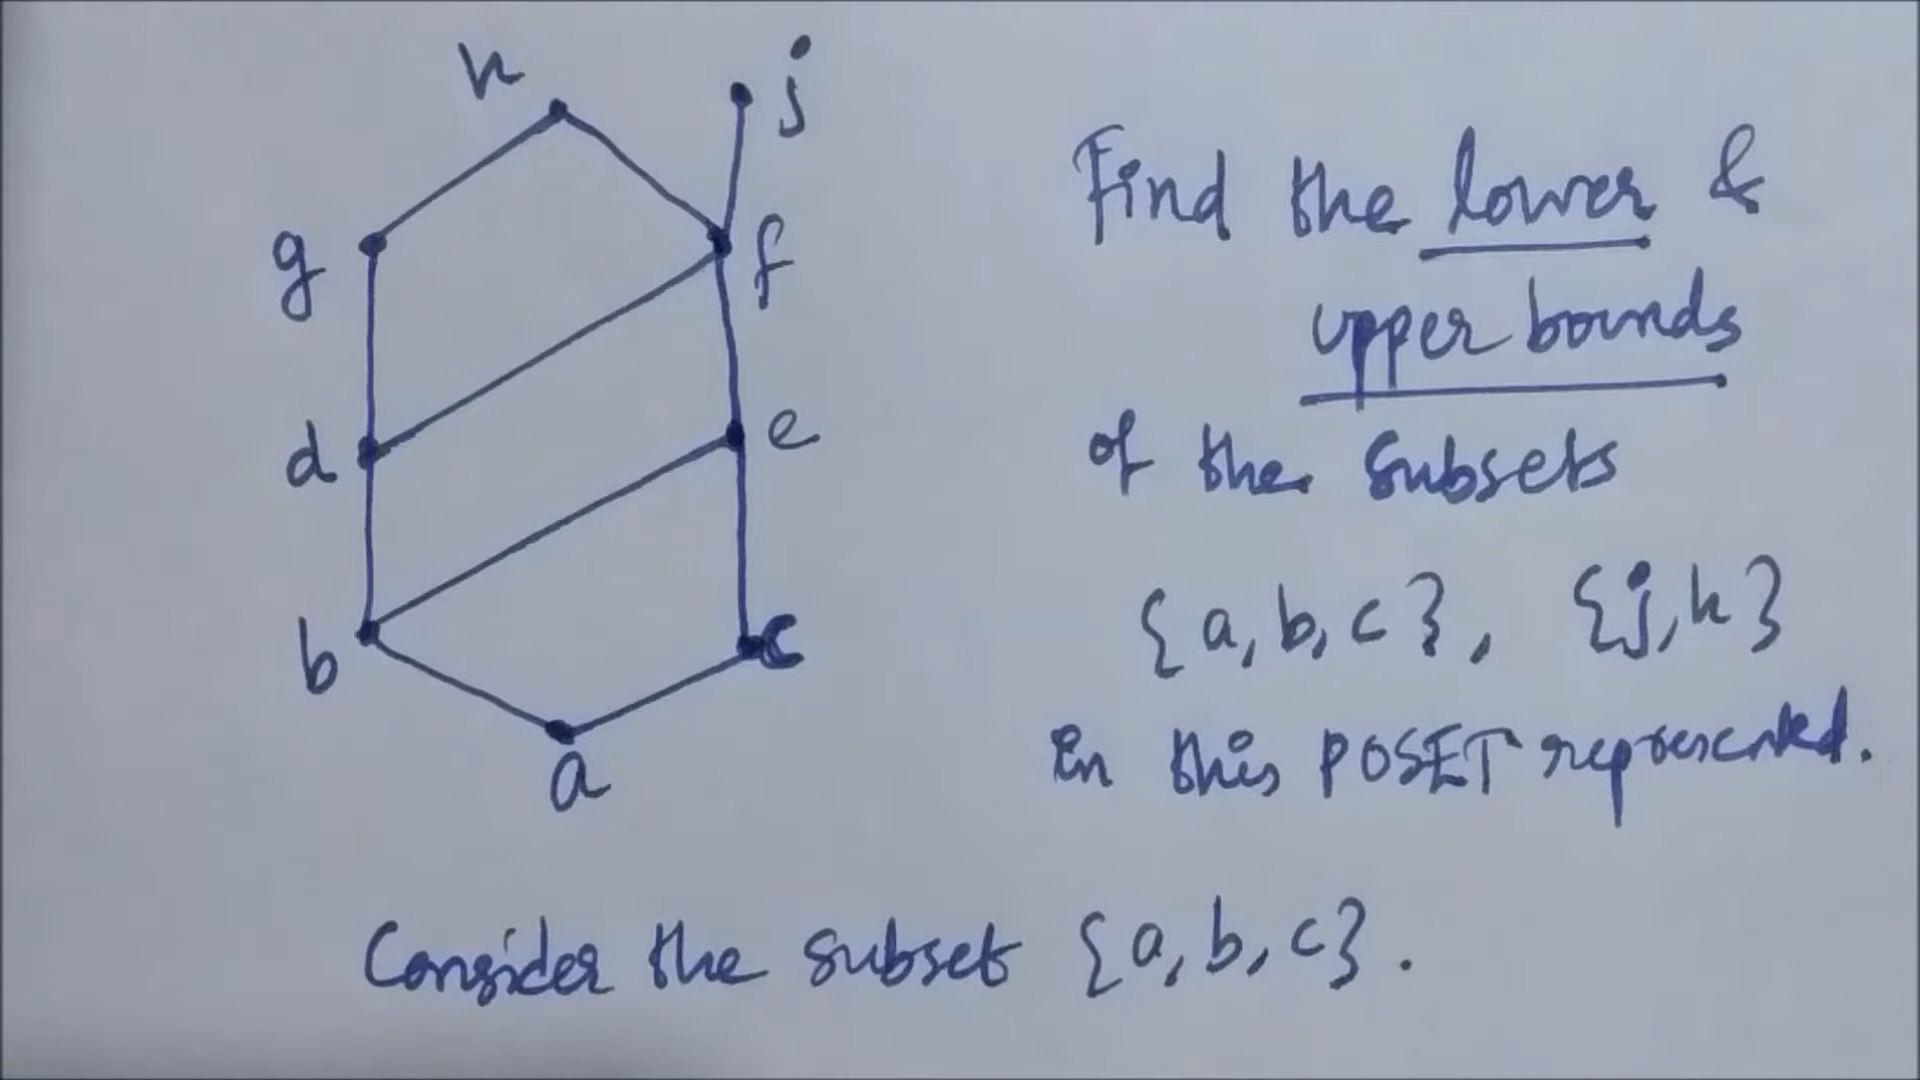 h
j
g
f
d
e
b
c
a
Find the lower &
upper bounds
of the subsets
{a, b, c}, {j, h}
in this POSET represented.
Consider the subset {a, b, c}.